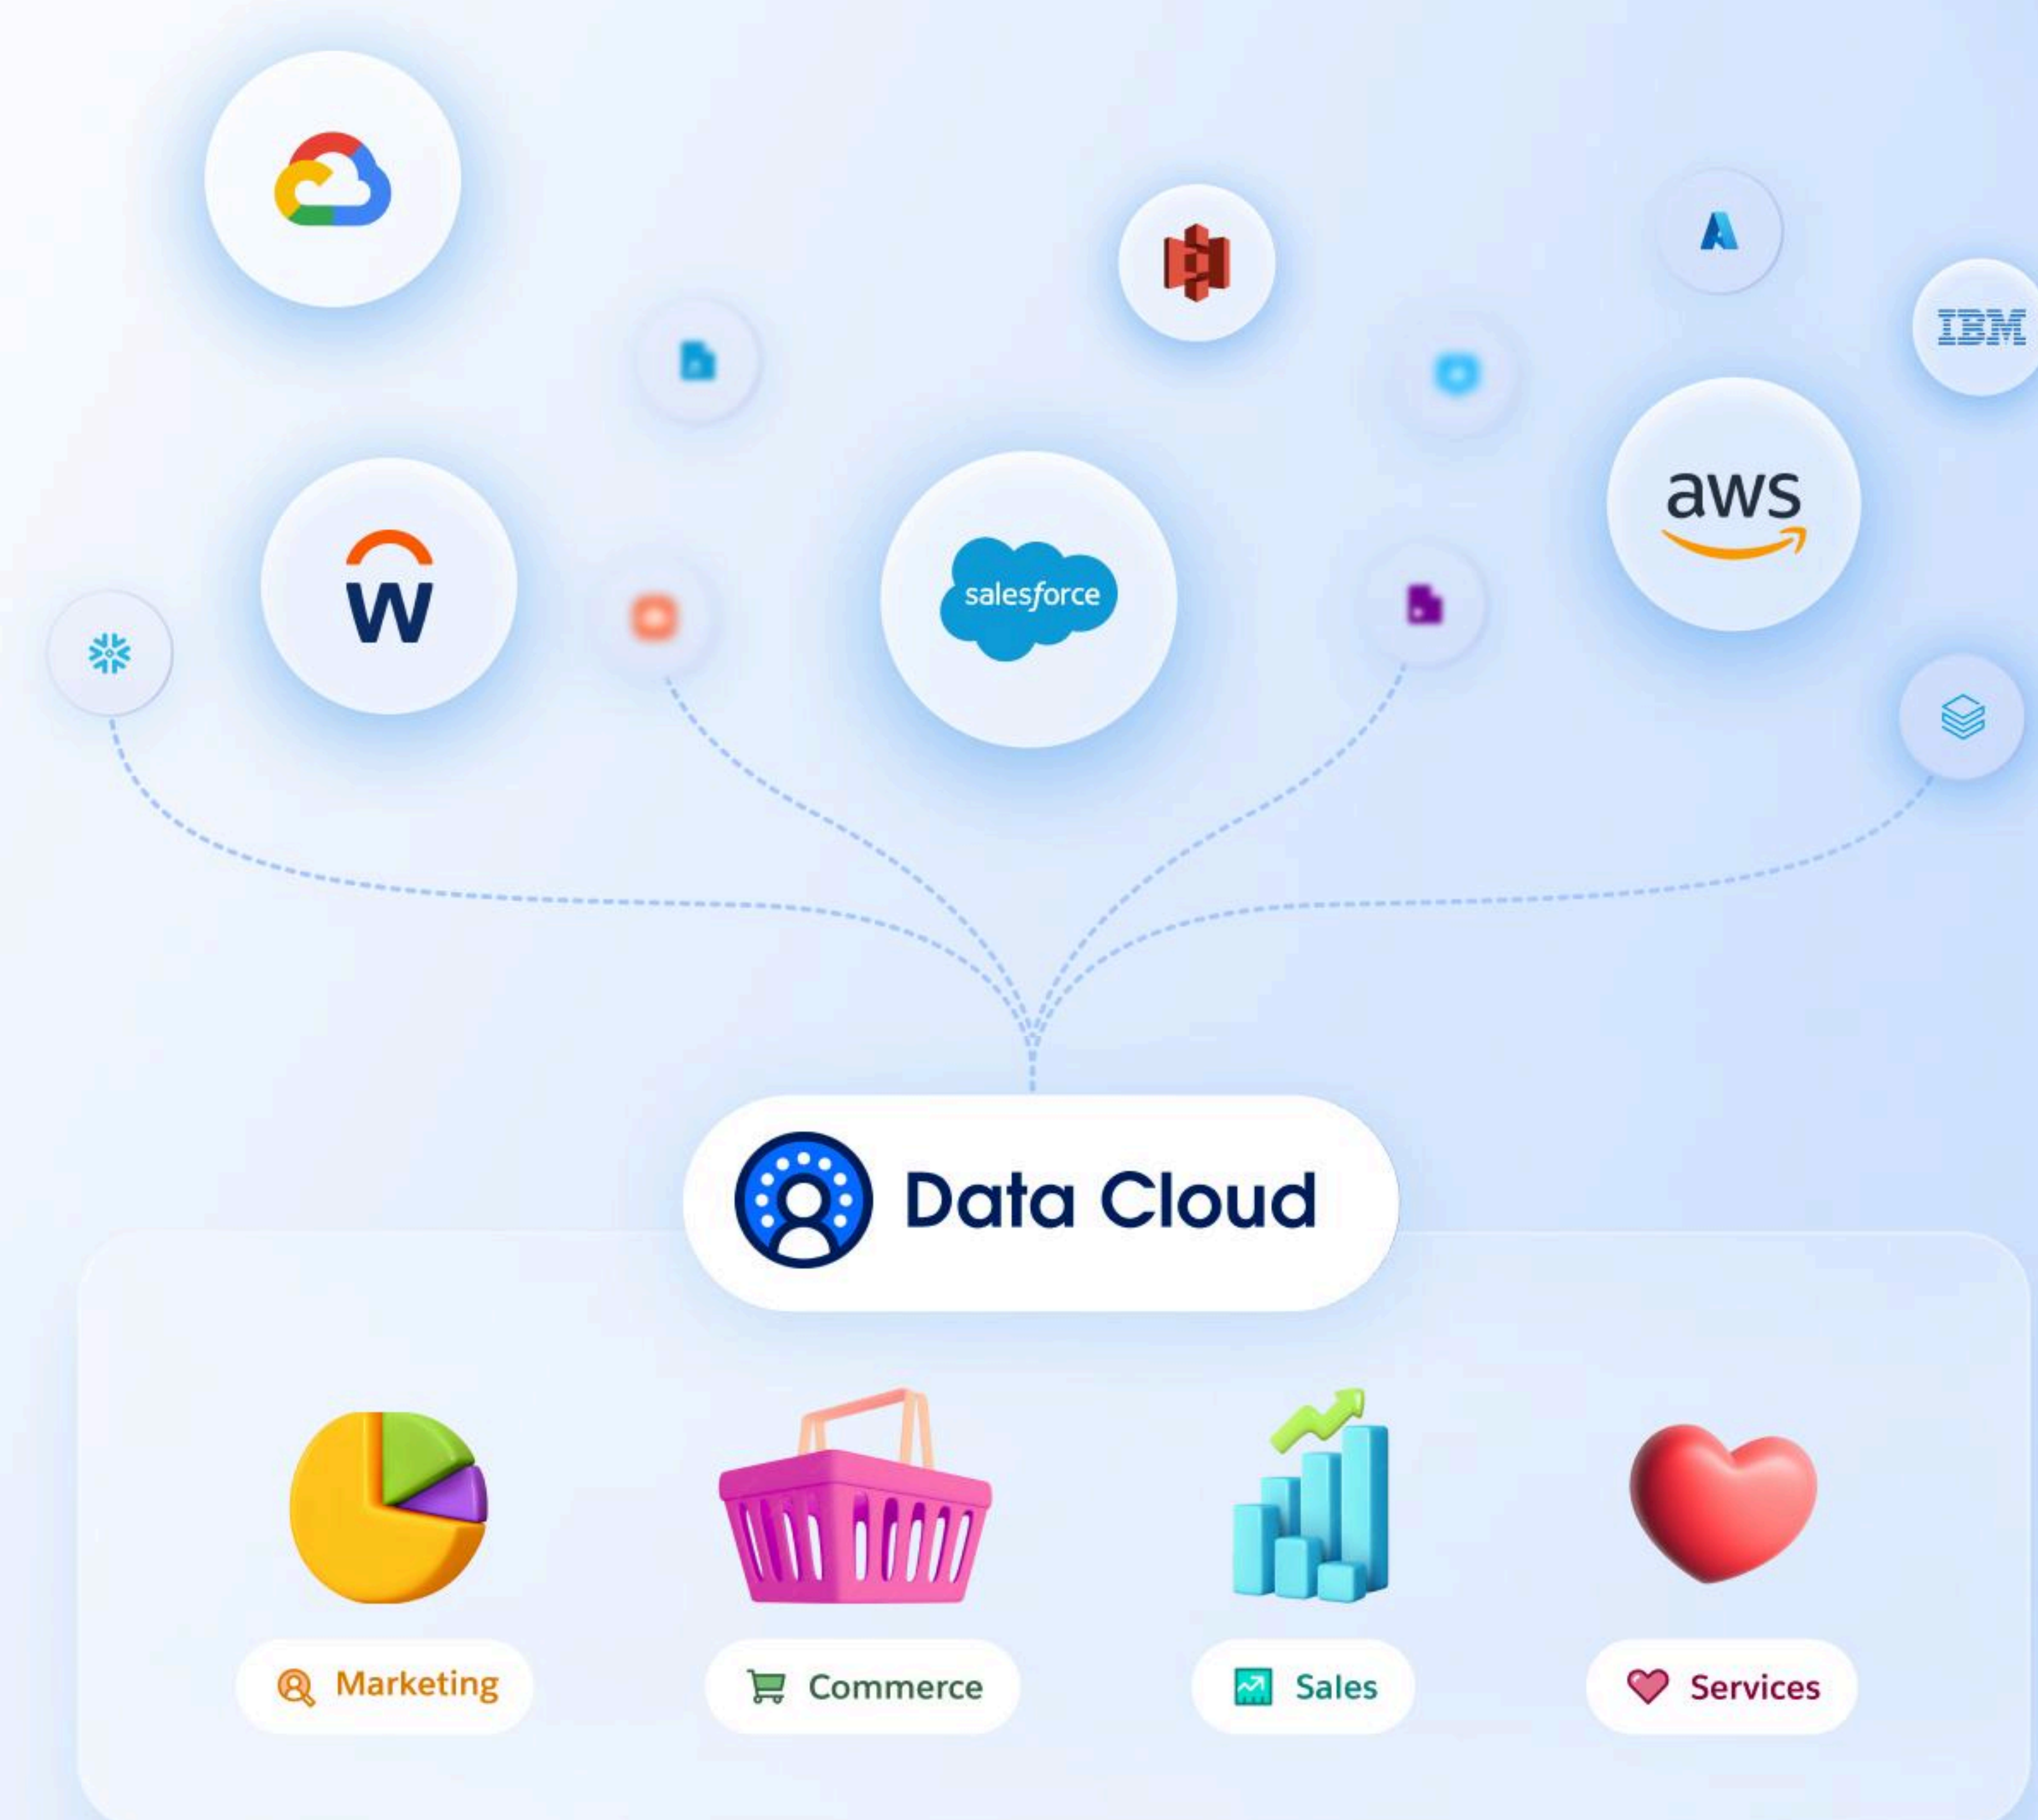 IBM
aws
W
salesforce
Data Cloud
Marketing
Commerce
Sales
Services